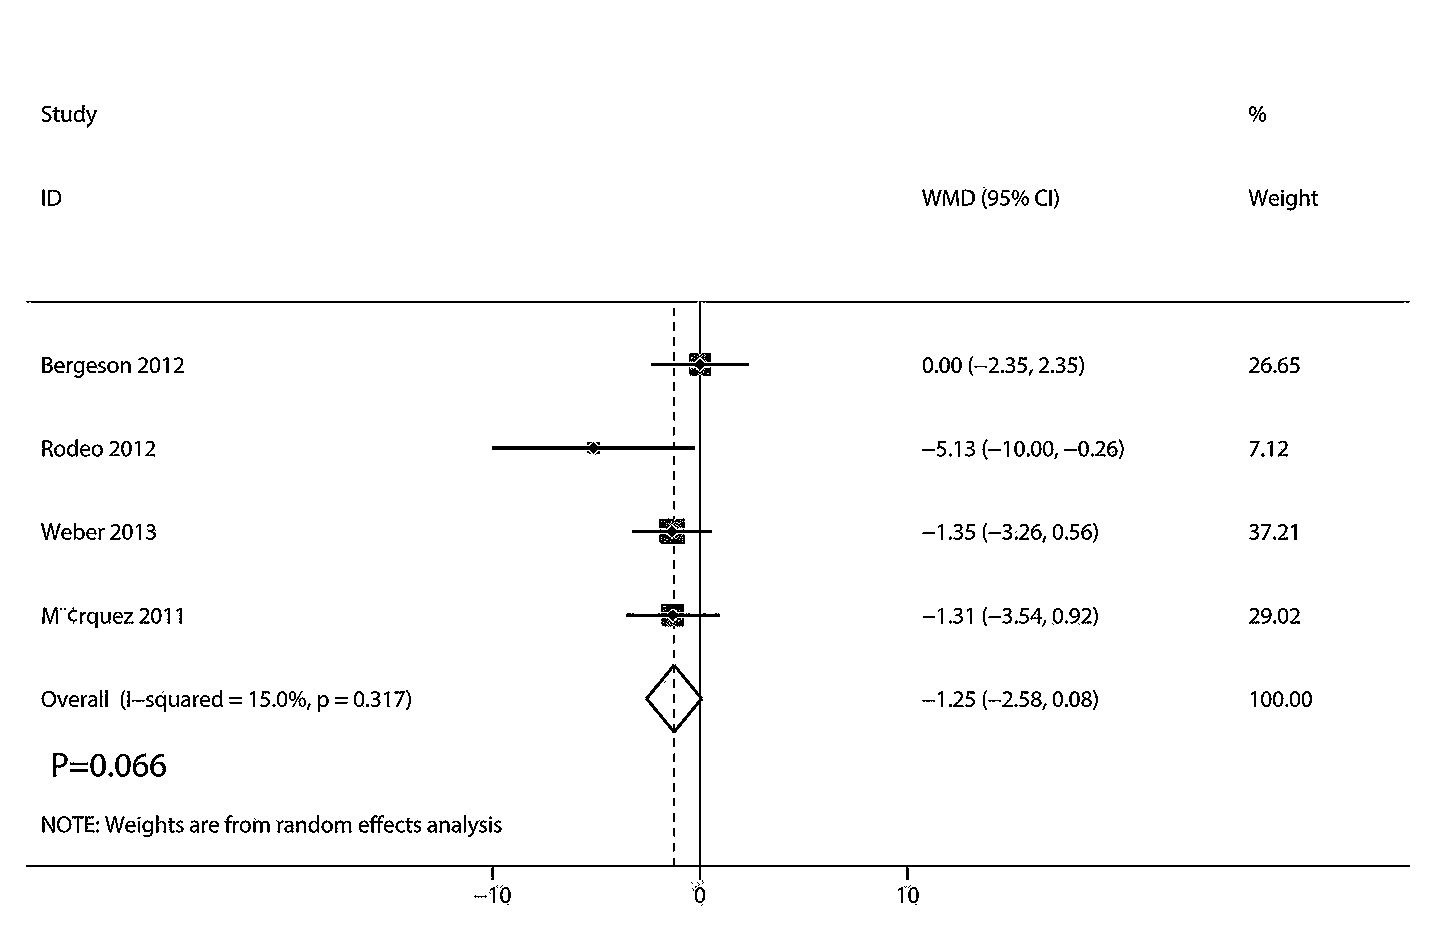 Study %
ID WMD (95% CI) Weight
Bergeson 2012 0.00 (−2.35, 2.35) 26.65
Rodeo 2012 −5.13 (−10.00, −0.26) 7.12
Weber 2013 −1.35 (−3.26, 0.56) 37.21
M¨¢rquez 2011 −1.31 (−3.54, 0.92) 29.02
Overall (I−squared = 15.0%, p = 0.317) −1.25 (−2.58, 0.08) 100.00
P=0.066
NOTE: Weights are from random effects analysis
−10 0 10